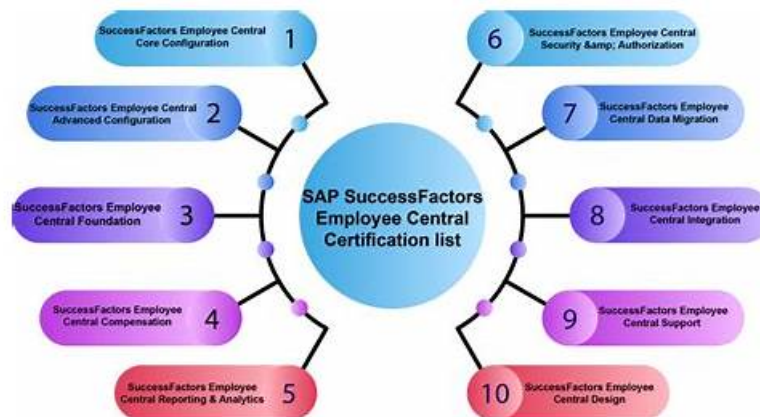 SuccessFactors Employee Central
Core Configuration
1
SuccessFactors Employee Central
Advanced Configuration
2
SuccessFactors Employee
Central Foundation
3
SuccessFactors Employee
Central Compensation
4
SuccessFactors Employee
Central Reporting & Analytics
5
SAP SuccessFactors
Employee Central
Certification list
6
SuccessFactors Employee Central
Security &amp; Authorization
7
SuccessFactors Employee
Central Data Migration
8
SuccessFactors Employee
Central Integration
9
SuccessFactors Employee
Central Support
10
SuccessFactors Employee
Central Design